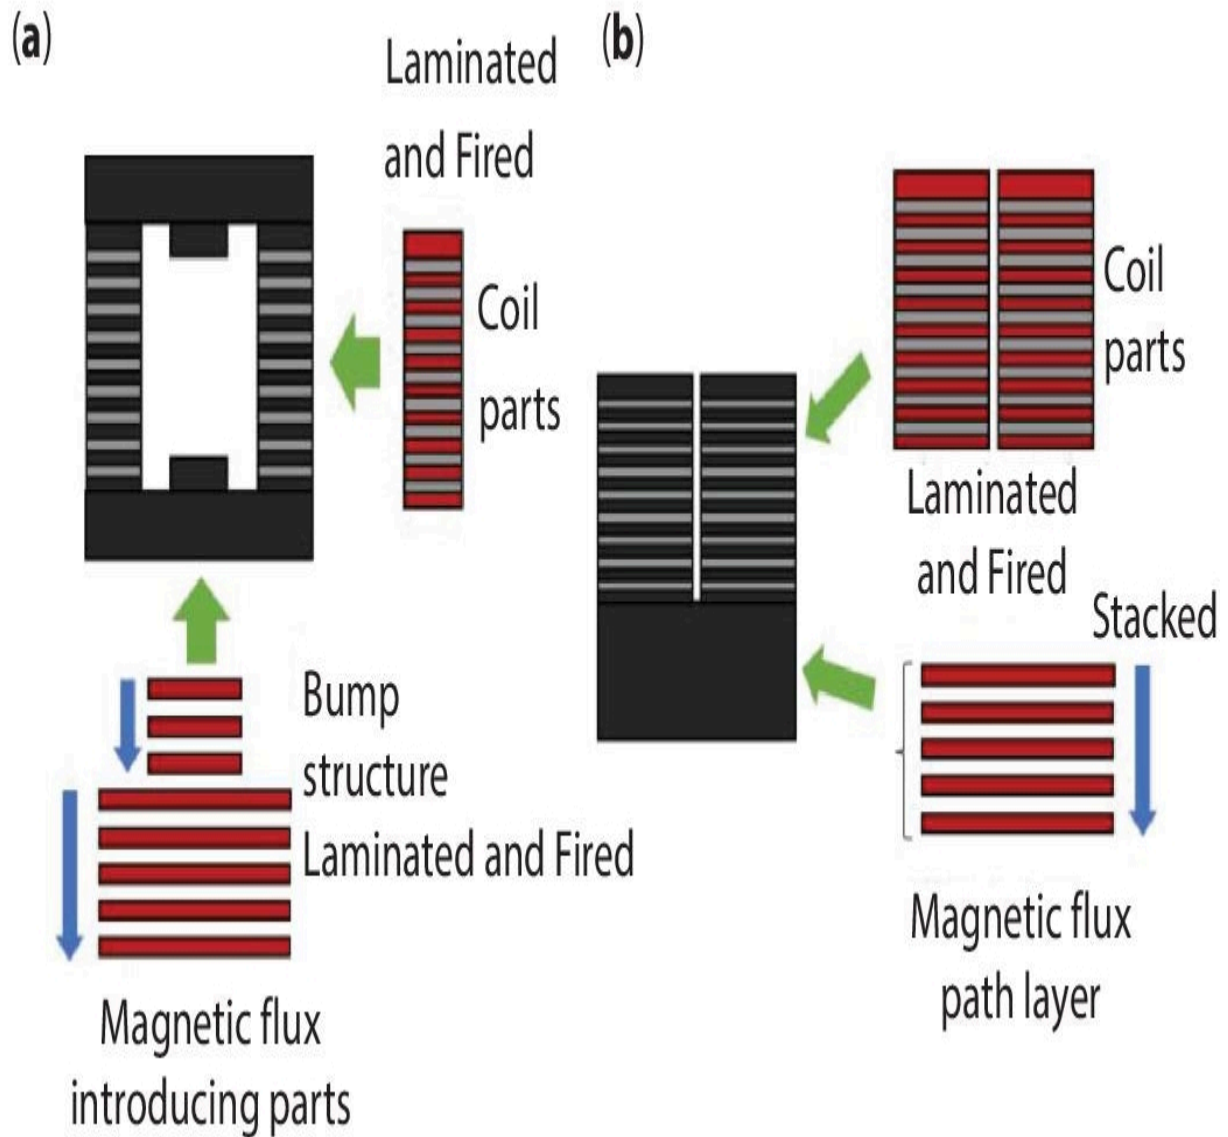 (a)
Laminated
and Fired
Coil
parts
Bump
structure
Laminated and Fired
Magnetic flux
introducing parts
(b)
Coil
parts
Laminated
and Fired
Stacked
Magnetic flux
path layer